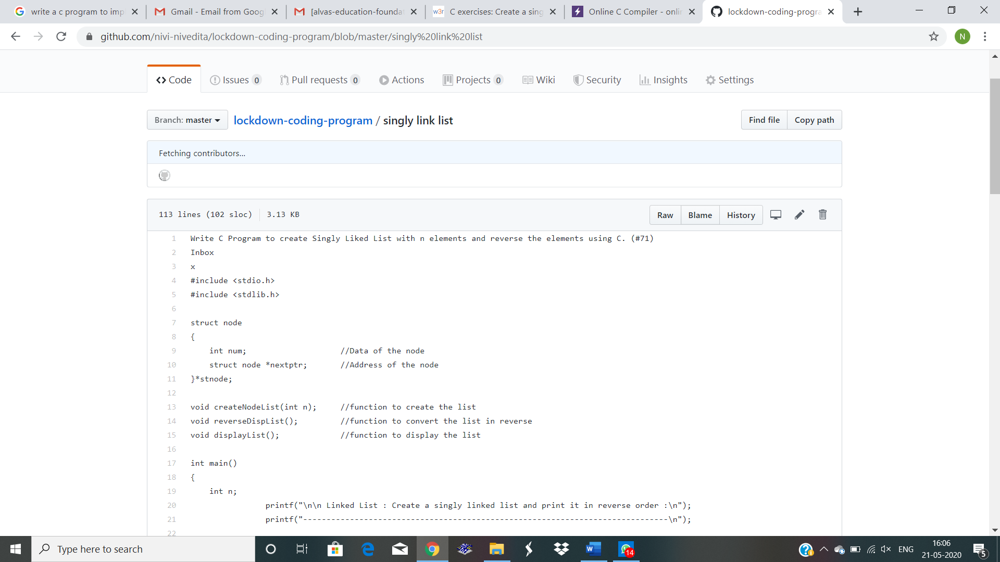 write a c program to imp
Gmail - Email from Goog
[alvas-education-founda
w3r C exercises: Create a sing
Online C Compiler - onlin
lockdown-coding-progra
github.com/nivi-nivedita/lockdown-coding-program/blob/master/singly%20link%20list
N
Code
Issues 0
Pull requests 0
Actions
Projects 0
Wiki
Security
Insights
Settings
Branch: master
lockdown-coding-program / singly link list
Find file
Copy path
Fetching contributors…
113 lines (102 sloc) 3.13 KB
Raw
Blame
History
1 Write C Program to create Singly Liked List with n elements and reverse the elements using C. (#71)
2 Inbox
3 x
4 #include <stdio.h>
5 #include <stdlib.h>
6
7 struct node
8 {
9     int num;                    //Data of the node
10     struct node *nextptr;       //Address of the node
11 }*stnode;
12
13 void createNodeList(int n);     //function to create the list
14 void reverseDispList();         //function to convert the list in reverse
15 void displayList();             //function to display the list
16
17 int main()
18 {
19     int n;
20                 printf("\n\n Linked List : Create a singly linked list and print it in reverse order :\n");
21                 printf("------------------------------------------------------------------------------\n");
22
Type here to search
W
14
ENG
16:06
21-05-2020
5